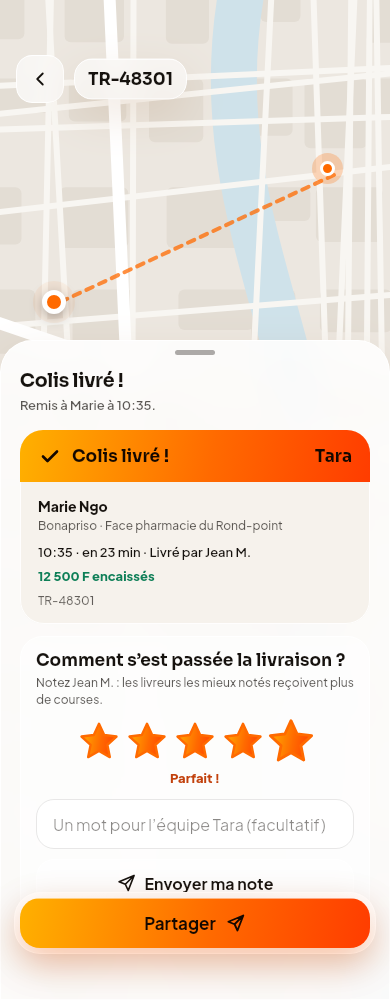 TR-48301
Colis livré !
Remis à Marie à 10:35.
Colis livré ! Tara
Marie Ngo
Bonapriso · Face pharmacie du Rond-point
10:35 · en 23 min · Livré par Jean M.
12 500 F encaissés
TR-48301
Comment s’est passée la livraison ?
Notez Jean M. : les livreurs les mieux notés reçoivent plus
de courses.
Parfait !
Un mot pour l’équipe Tara (facultatif)
Envoyer ma note
Partager